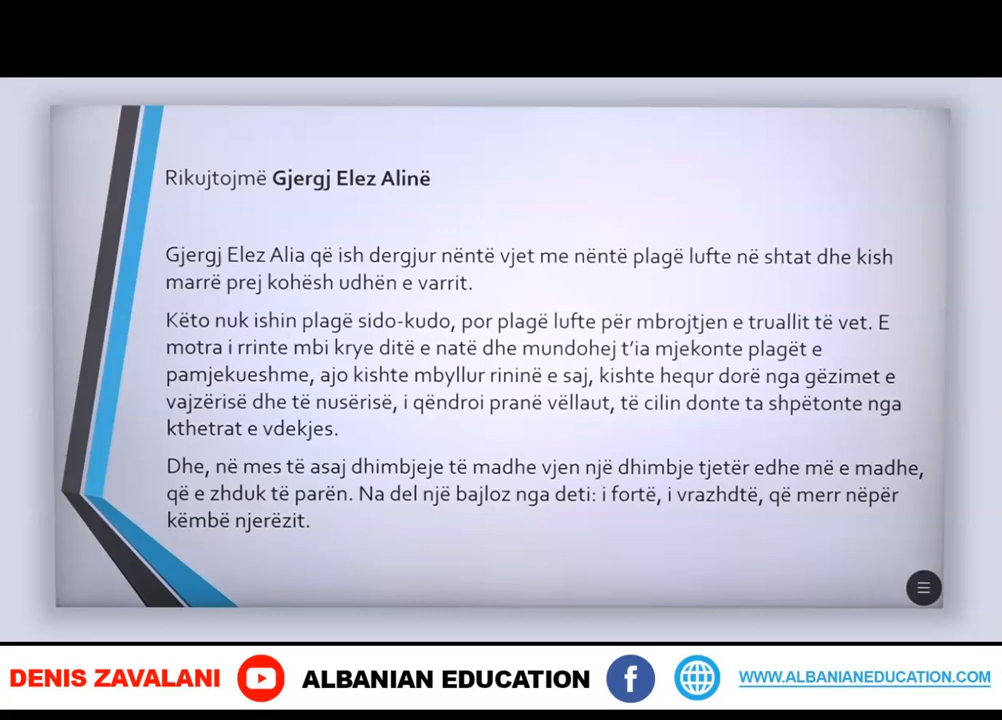 Rikujtojmë Gjergj Elez Alinë
Gjergj Elez Alia që ish dergjur nëntë vjet me nëntë plagë lufte në shtat dhe kish
marrë prej kohësh udhën e varrit.
Këto nuk ishin plagë sido-kudo, por plagë lufte për mbrojtjen e truallit të vet. E
motra i rrinte mbi krye ditë e natë dhe mundohej t'ia mjekonte plagët e
pamjekueshme, ajo kishte mbyllur rininë e saj, kishte hequr dorë nga gëzimet e
vajzërisë dhe të nusërisë, i qëndroi pranë vëllaut, të cilin donte ta shpëtonte nga
kthetrat e vdekjes.
Dhe, në mes të asaj dhimbjeje të madhe vjen një dhimbje tjetër edhe më e madhe,
që e zhduk të parën. Na del një bajloz nga deti: i fortë, i vrazhdtë, që merr nëpër
këmbë njerëzit.
DENIS ZAVALANI ALBANIAN EDUCATION f WWW.ALBANIANEDUCATION.COM